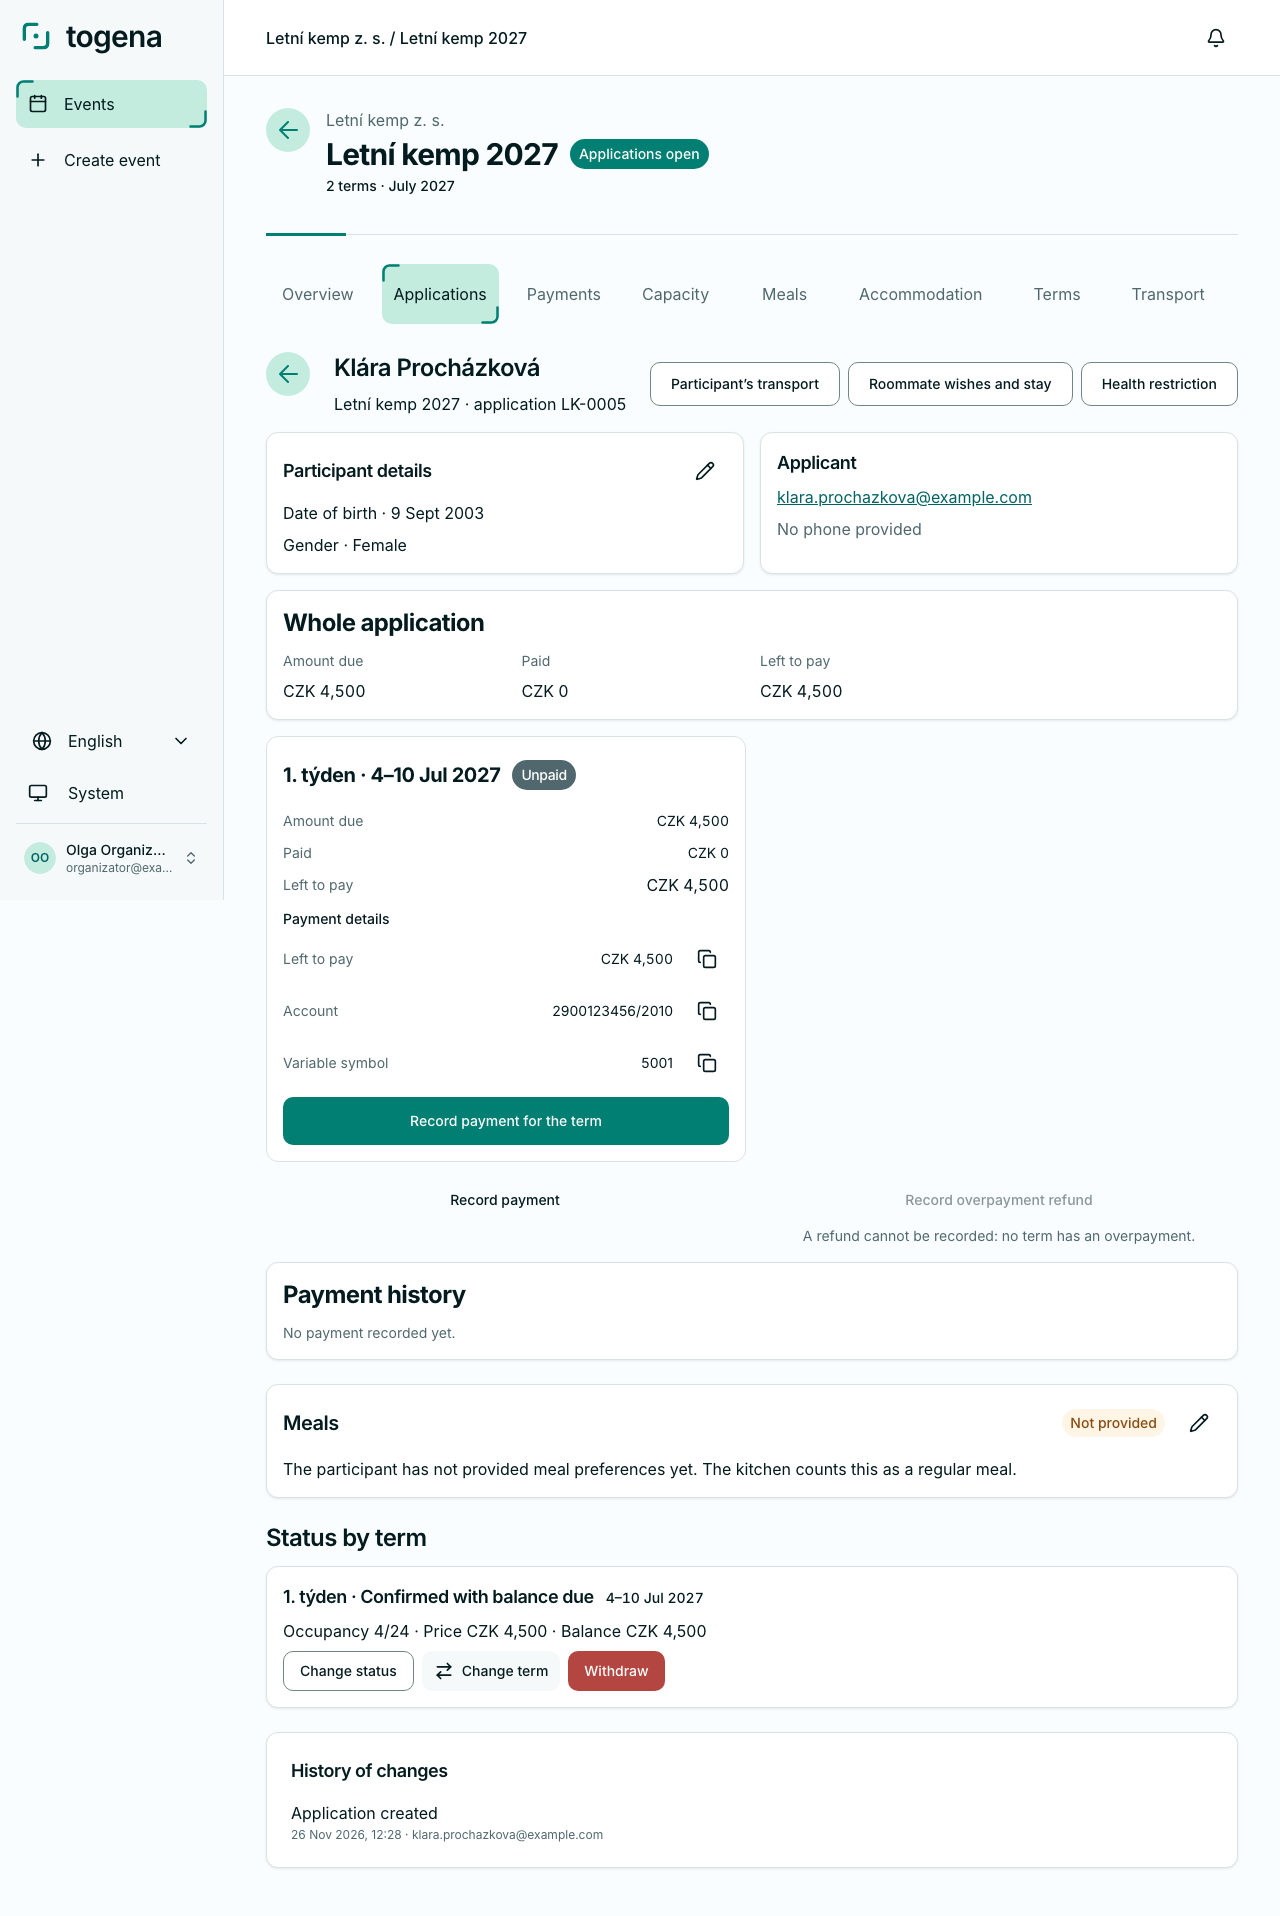 togena
Events
Create event
English
System
OO
Olga Organiz...
organizator@exa...
Letní kemp z. s. / Letní kemp 2027
Letní kemp z. s.
Letní kemp 2027
Applications open
2 terms · July 2027
Overview
Applications
Payments
Capacity
Meals
Accommodation
Terms
Transport
Klára Procházková
Letní kemp 2027 · application LK-0005
Participant’s transport
Roommate wishes and stay
Health restriction
Participant details
Date of birth · 9 Sept 2003
Gender · Female
Applicant
klara.prochazkova@example.com
No phone provided
Whole application
Amount due
Paid
Left to pay
CZK 4,500
CZK 0
CZK 4,500
1. týden · 4–10 Jul 2027
Unpaid
Amount due
CZK 4,500
Paid
CZK 0
Left to pay
CZK 4,500
Payment details
Left to pay
CZK 4,500
Account
2900123456/2010
Variable symbol
5001
Record payment for the term
Record payment
Record overpayment refund
A refund cannot be recorded: no term has an overpayment.
Payment history
No payment recorded yet.
Meals
Not provided
The participant has not provided meal preferences yet. The kitchen counts this as a regular meal.
Status by term
1. týden · Confirmed with balance due
4–10 Jul 2027
Occupancy 4/24 · Price CZK 4,500 · Balance CZK 4,500
Change status
Change term
Withdraw
History of changes
Application created
26 Nov 2026, 12:28 · klara.prochazkova@example.com